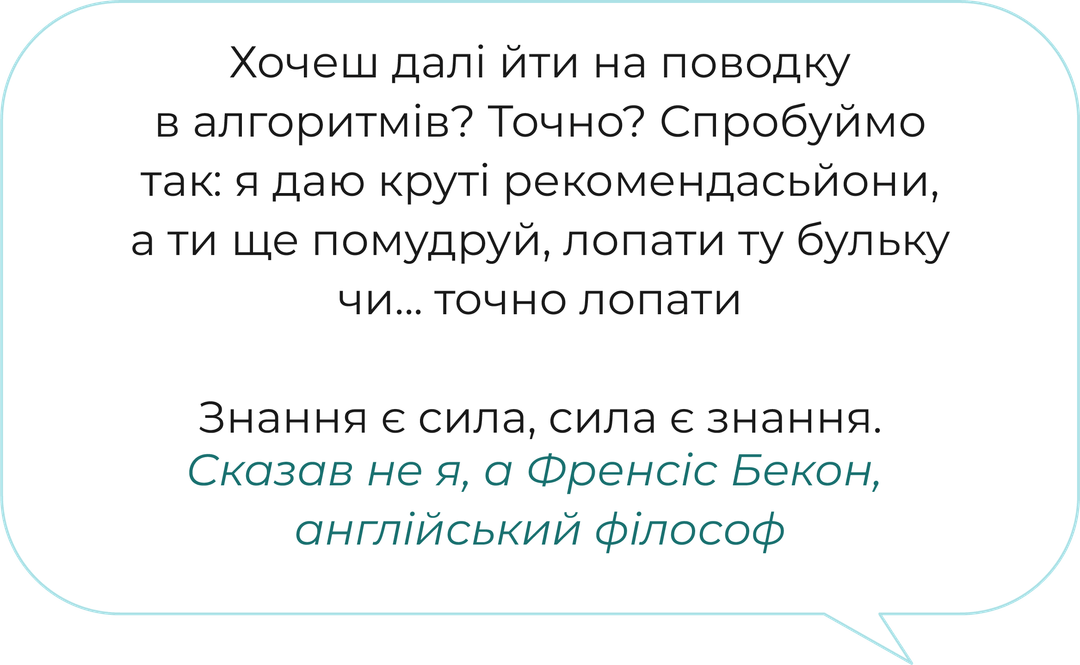 Хочеш далі йти на поводку
в алгоритмів? Точно? Спробуймо
так: я даю круті рекомендасьйони,
а ти ще помудруй, лопати ту бульку
чи... точно лопати
Знання є сила, сила є знання.
Сказав не я, а Френсіс Бекон,
англійський філософ